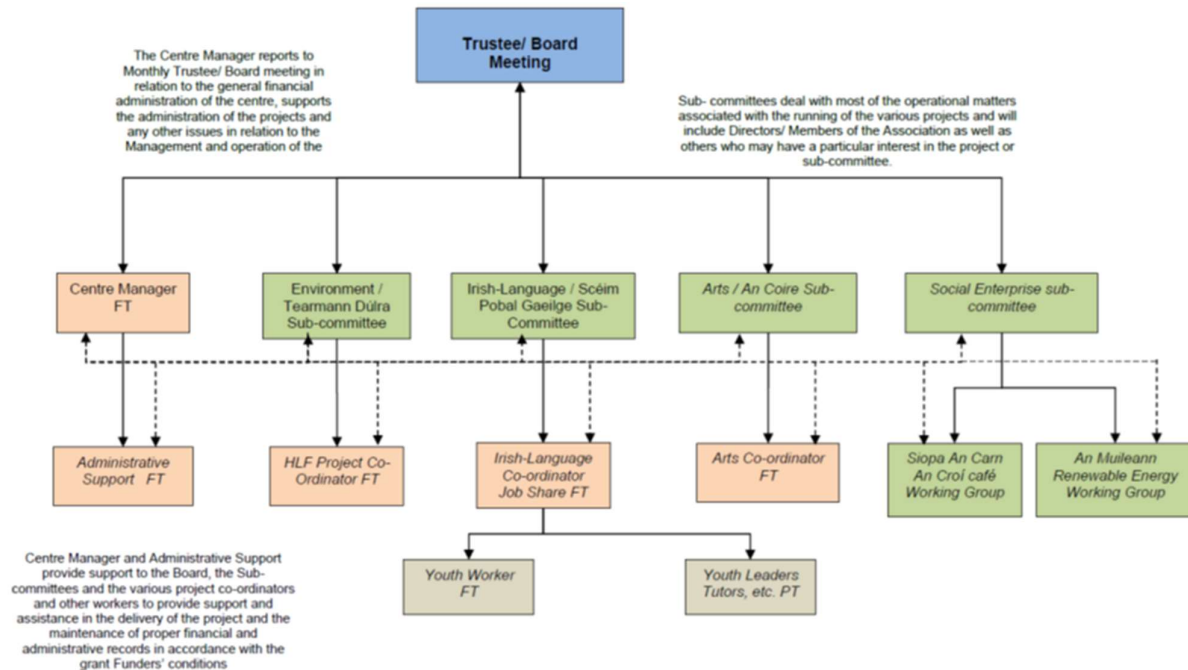 Trustee/ Board
Meeting
The Centre Manager reports to
Monthly Trustee/ Board meeting in
relation to the general financial
administration of the centre, supports
the administration of the projects and
any other issues in relation to the
Management and operation of the
Sub- committees deal with most of the operational matters
associated with the running of the various projects and will
include Directors/ Members of the Association as well as
others who may have a particular interest in the project or
sub-committee.
Centre Manager
FT
Environment /
Tearmann Dúlra
Sub-committee
Irish-Language / Scéim
Pobal Gaeilge Sub-
Committee
Arts / An Coire Sub-
committee
Social Enterprise sub-
committee
Administrative
Support FT
HLF Project Co-
Ordinator FT
Irish-Language
Co-ordinator
Job Share FT
Arts Co-ordinator
FT
Siopa An Carn
An Croí café
Working Group
An Muileann
Renewable Energy
Working Group
Youth Worker
FT
Youth Leaders
Tutors, etc. PT
Centre Manager and Administrative Support
provide support to the Board, the Sub-
committees and the various project co-ordinators
and other workers to provide support and
assistance in the delivery of the project and the
maintenance of proper financial and
administrative records in accordance with the
grant Funders' conditions